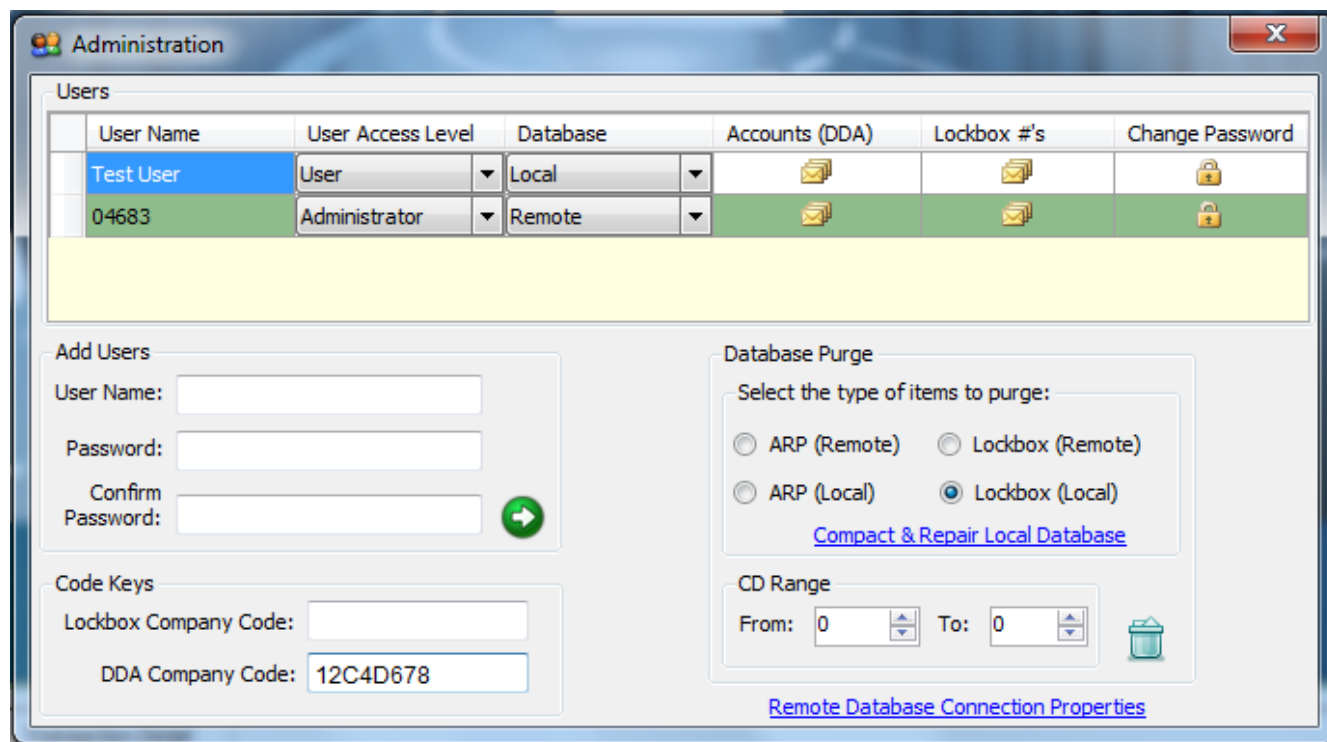 Administration
Users
User Name User Access Level Database Accounts (DDA) Lockbox #'s Change Password
Test User User Local
04683 Administrator Remote
Add Users
User Name:
Password:
Confirm
Password:
Code Keys
Lockbox Company Code:
DDA Company Code: 12C4D678
Database Purge
Select the type of items to purge:
ARP (Remote) Lockbox (Remote)
ARP (Local) Lockbox (Local)
Compact & Repair Local Database
CD Range
From: 0 To: 0
Remote Database Connection Properties